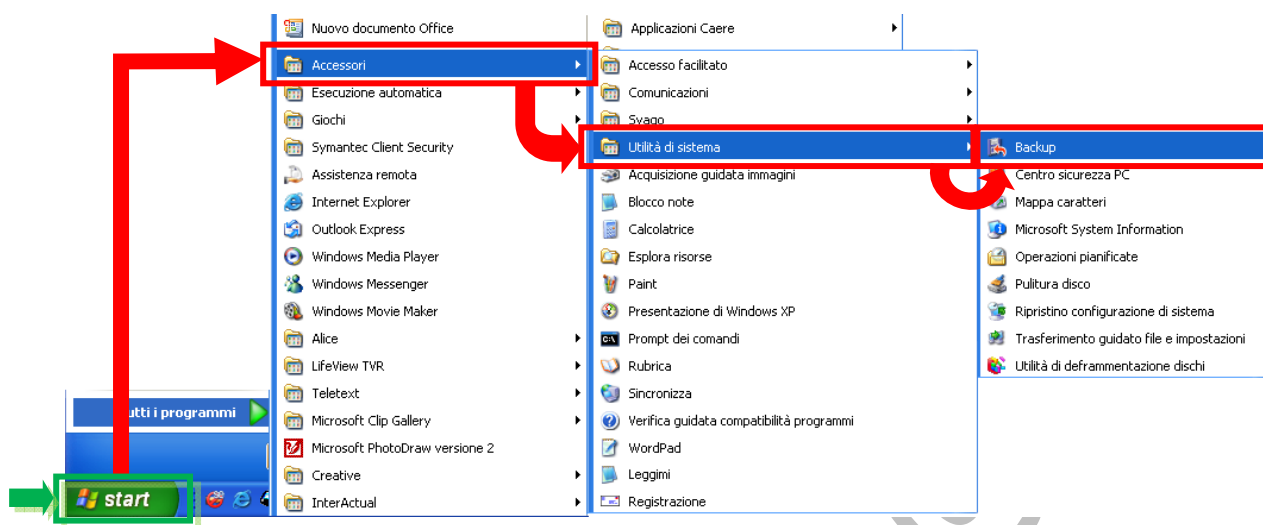 Nuovo documento Office
Accessori
Esecuzione automatica
Giochi
Symantec Client Security
Assistenza remota
Internet Explorer
Outlook Express
Windows Media Player
Windows Messenger
Windows Movie Maker
Alice
LifeView TVR
Teletext
Microsoft Clip Gallery
Microsoft PhotoDraw versione 2
Creative
InterActual
Applicazioni Caere
Accesso facilitato
Comunicazioni
Svago
Utilità di sistema
Acquisizione guidata immagini
Blocco note
Calcolatrice
Esplora risorse
Paint
Presentazione di Windows XP
Prompt dei comandi
Rubrica
Sincronizza
Verifica guidata compatibilità programmi
WordPad
Leggimi
Registrazione
Backup
Centro sicurezza PC
Mappa caratteri
Microsoft System Information
Operazioni pianificate
Pulitura disco
Ripristino configurazione di sistema
Trasferimento guidato file e impostazioni
Utilità di deframmentazione dischi
Tutti i programmi
start